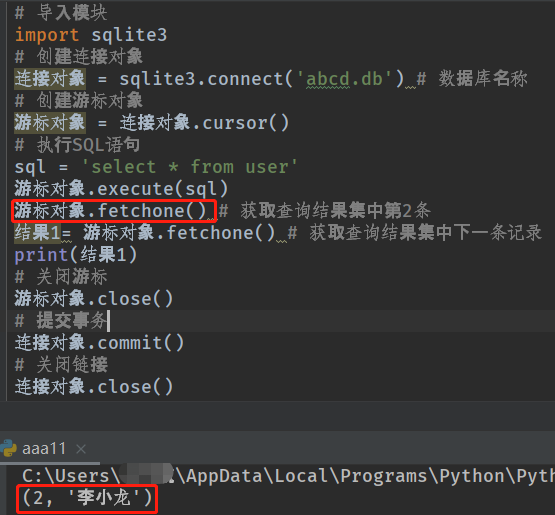 # 导入模块
import sqlite3
# 创建连接对象
连接对象 = sqlite3.connect('abcd.db') # 数据库名称
# 创建游标对象
游标对象 = 连接对象.cursor()
# 执行SQL语句
sql = 'select * from user'
游标对象.execute(sql)
游标对象.fetchone() # 获取查询结果集中第2条
结果1= 游标对象.fetchone() # 获取查询结果集中下一条记录
print(结果1)
# 关闭游标
游标对象.close()
# 提交事务
连接对象.commit()
# 关闭链接
连接对象.close()
aaa11 ×
C:\Users\ .\AppData\Local\Programs\Python\Pyth
(2, '李小龙')